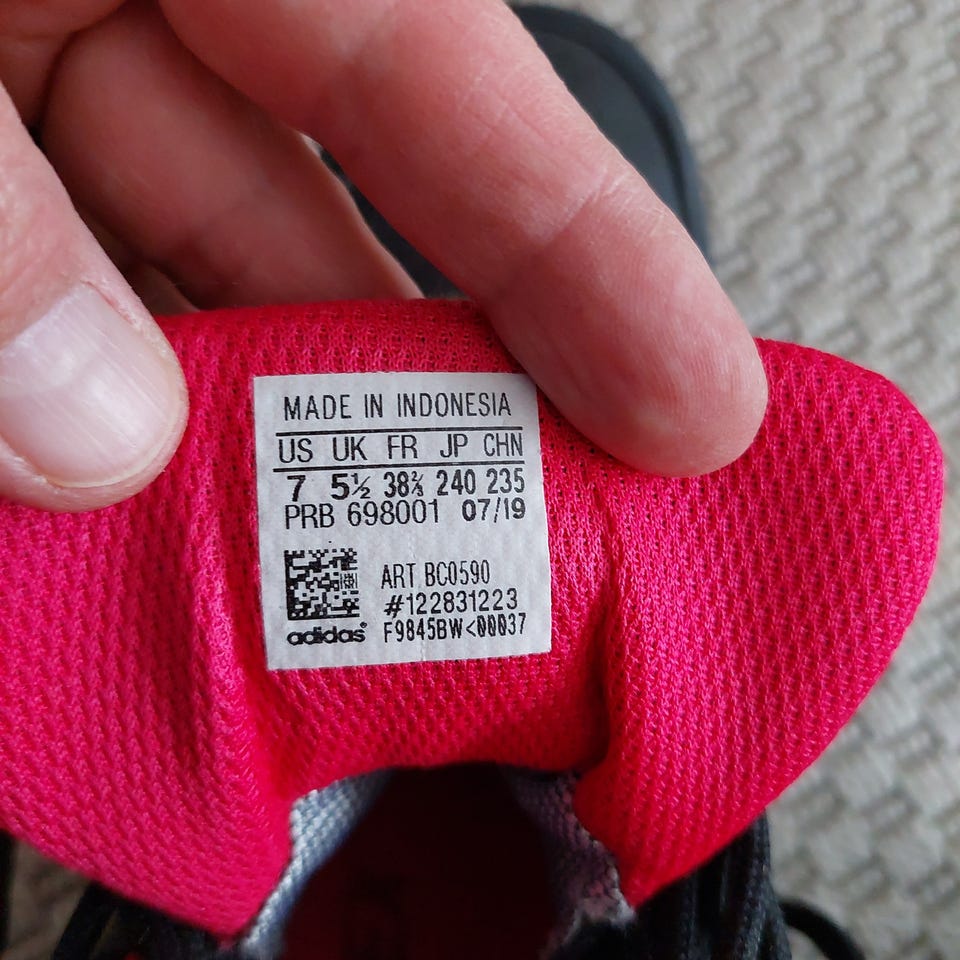 MADE IN INDONESIA
US UK FR JP CHN
7 5½ 38⅔ 240 235
PRB 698001 07/19
ART BC0590
#122831223
adidas F9845BW<00037